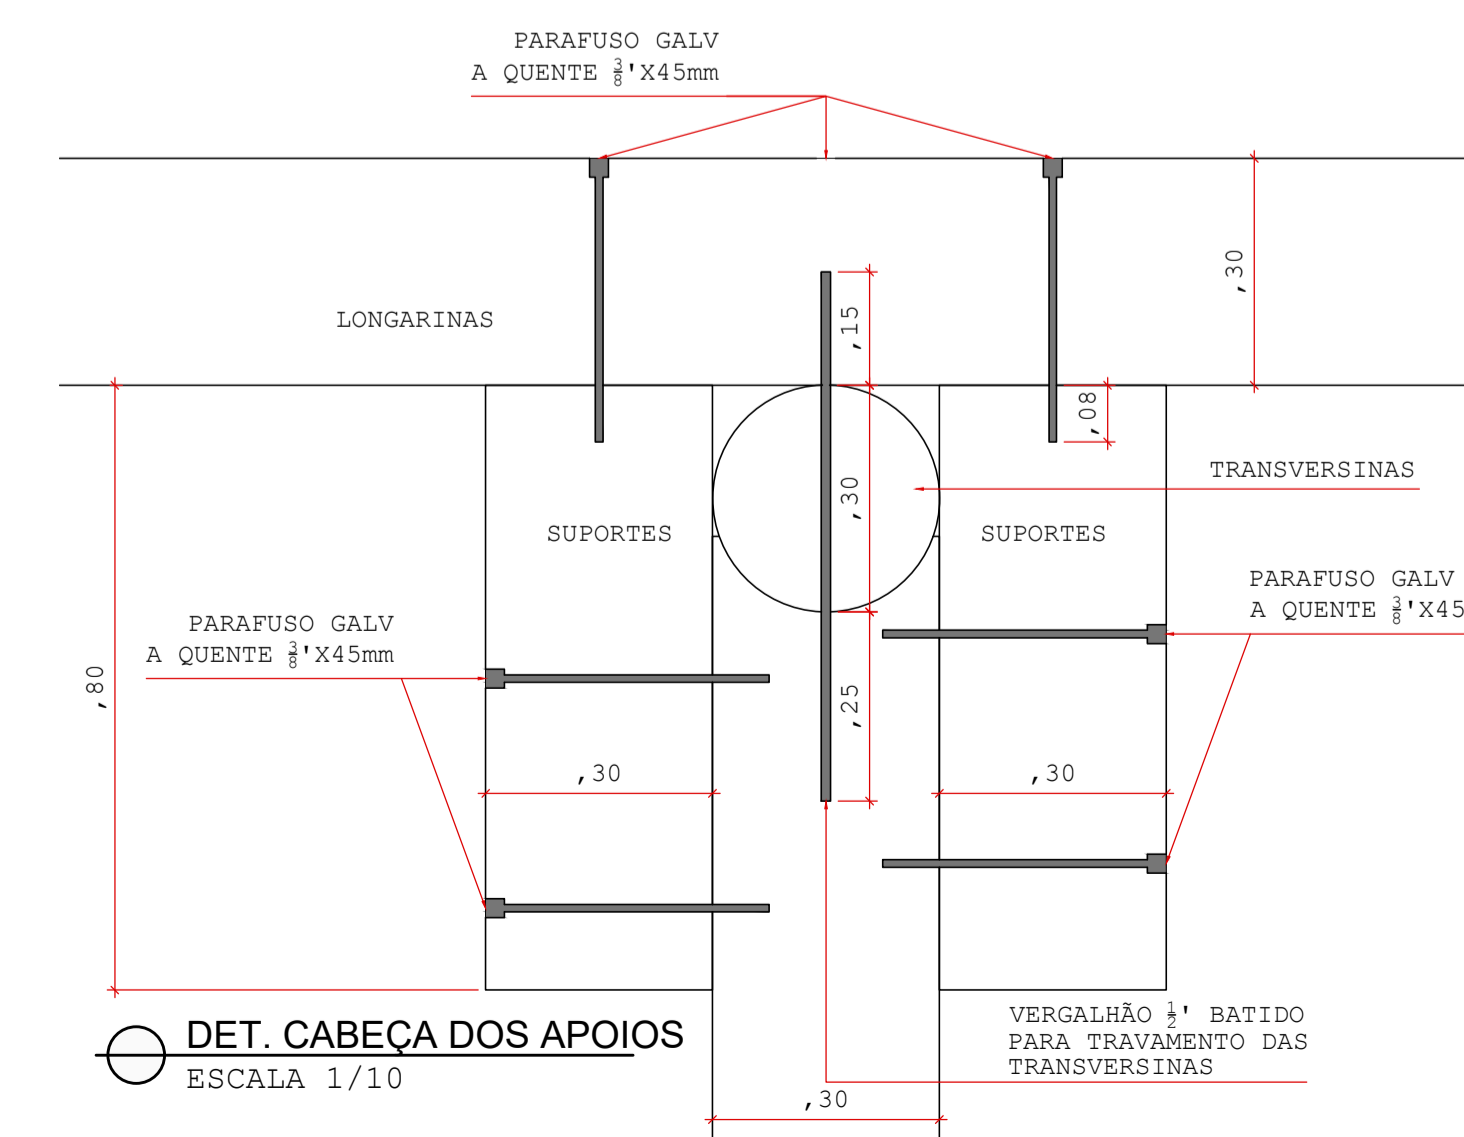 PARAFUSO GALV
A QUENTE ⅜'X45mm
,30
,15
LONGARINAS
,08
TRANSVERSINAS
,30
SUPORTES
SUPORTES
PARAFUSO GALV
A QUENTE ⅜'X45
PARAFUSO GALV
A QUENTE ⅜'X45mm
,80
,25
,30
,30
VERGALHÃO ½' BATIDO
PARA TRAVAMENTO DAS
TRANSVERSINAS
DET. CABEÇA DOS APOIOS
ESCALA 1/10
,30